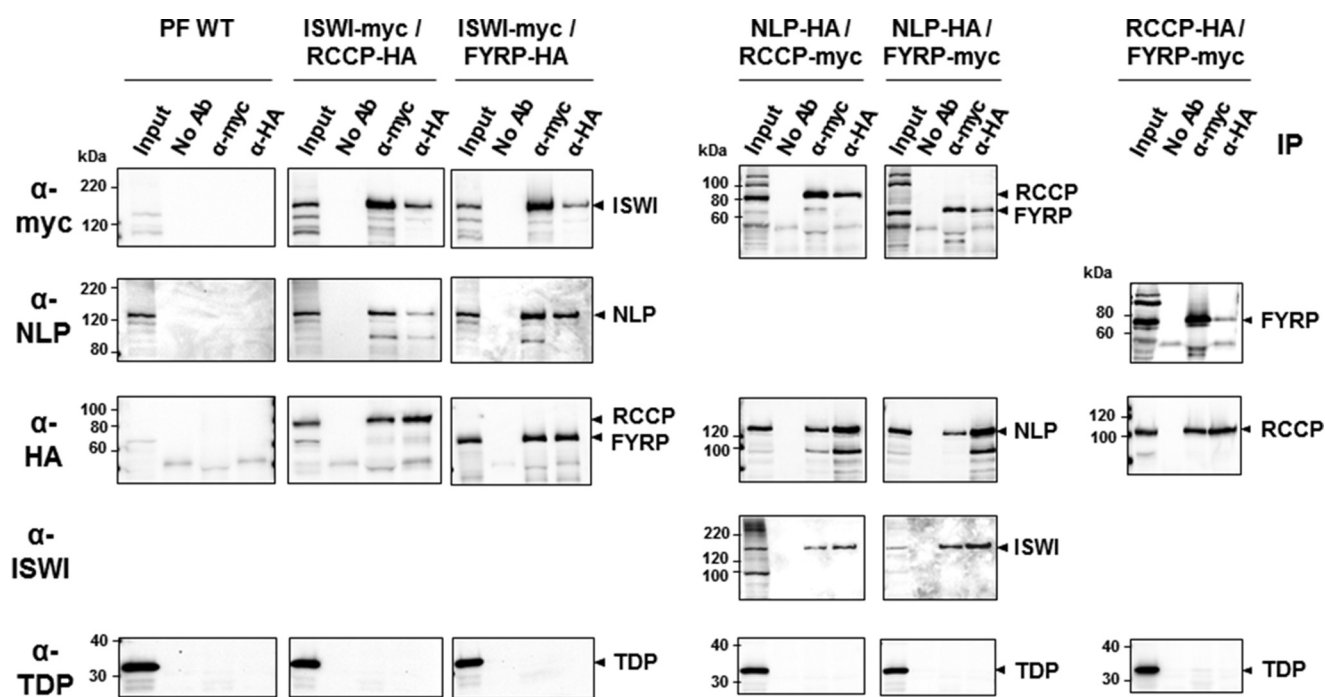 PF WT
ISWI-myc /
RCCP-HA
ISWI-myc /
FYRP-HA
NLP-HA /
RCCP-myc
NLP-HA /
FYRP-myc
RCCP-HA /
FYRP-myc
Input No Ab α-myc α-HA
Input No Ab α-myc α-HA
Input No Ab α-myc α-HA
Input No Ab α-myc α-HA
Input No Ab α-myc α-HA
Input No Ab α-myc α-HA
IP
α-
myc
kDa
220
120
ISWI
kDa
100
80
60
RCCP
FYRP
α-
NLP
220
120
80
NLP
kDa
80
60
FYRP
α-
HA
100
80
60
RCCP
FYRP
120
100
NLP
120
100
RCCP
α-
ISWI
220
120
100
ISWI
α-
TDP
40
30
TDP
40
30
TDP
40
30
TDP